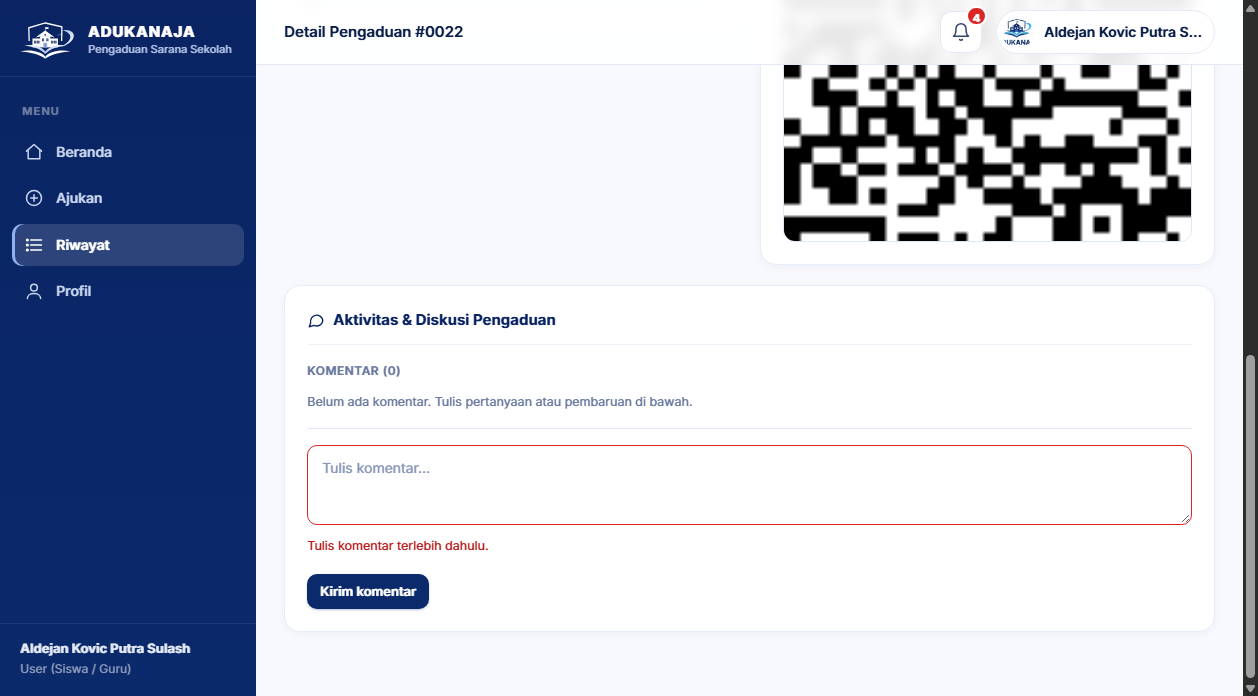 ADUKANAJA
Pengaduan Sarana Sekolah
MENU
Beranda
Ajukan
Riwayat
Profil
Aldejan Kovic Putra Sulash
User (Siswa / Guru)
Detail Pengaduan #0022
4
Aldejan Kovic Putra S...
Aktivitas & Diskusi Pengaduan
KOMENTAR (0)
Belum ada komentar. Tulis pertanyaan atau pembaruan di bawah.
Tulis komentar...
Tulis komentar terlebih dahulu.
Kirim komentar